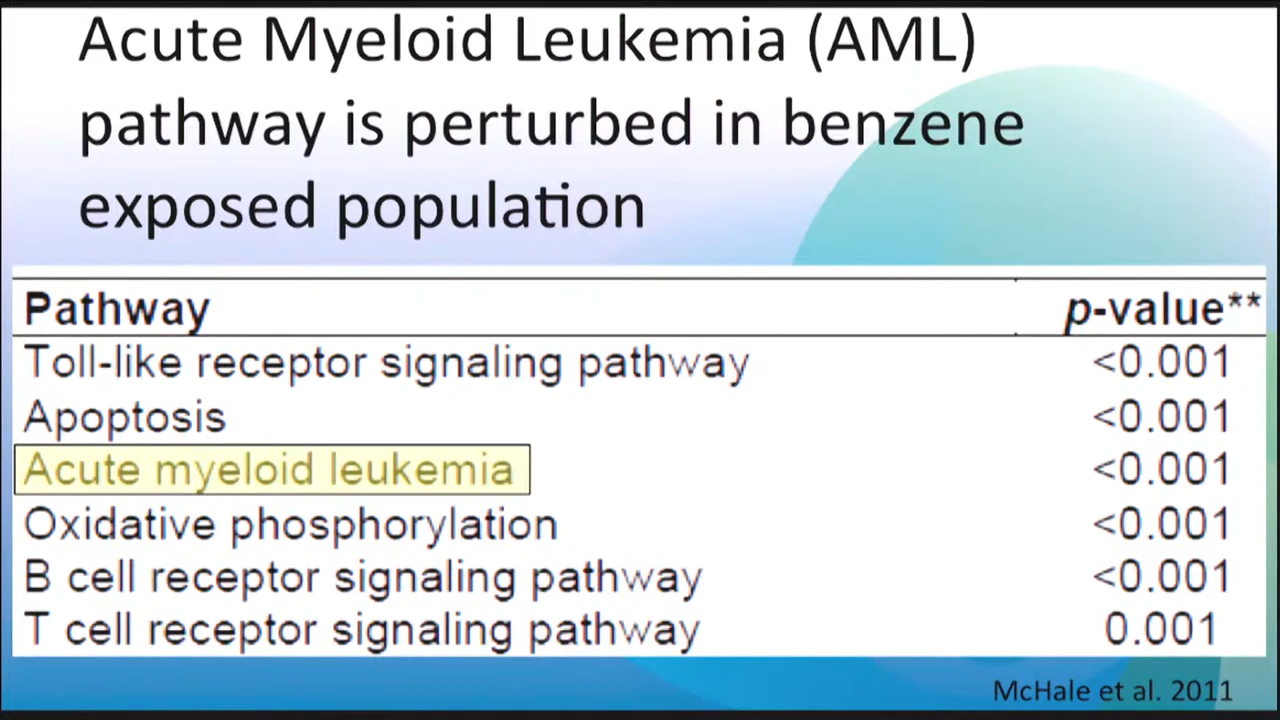 Acute Myeloid Leukemia (AML)
pathway is perturbed in benzene
exposed population
Pathway p-value**
Toll-like receptor signaling pathway <0.001
Apoptosis <0.001
Acute myeloid leukemia <0.001
Oxidative phosphorylation <0.001
B cell receptor signaling pathway <0.001
T cell receptor signaling pathway 0.001
McHale et al. 2011